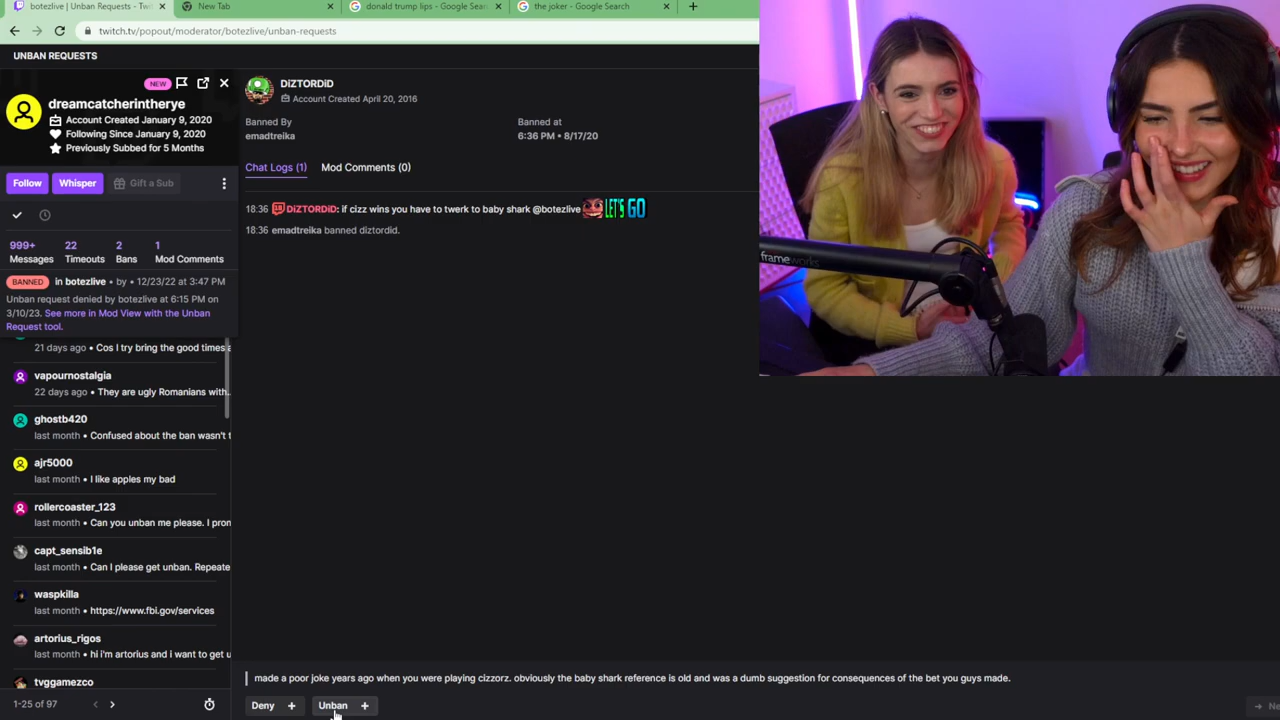 botezlive | Unban Requests - Tw
New Tab
donald trump lips - Google Sear
the joker - Google Search
twitch.tv/popout/moderator/botezlive/unban-requests
UNBAN REQUESTS
NEW
dreamcatcherintherye
Account Created January 9, 2020
Following Since January 9, 2020
Previously Subbed for 5 Months
Follow
Whisper
Gift a Sub
999+
Messages
22
Timeouts
2
Bans
1
Mod Comments
BANNED in botezlive • by • 12/23/22 at 3:47 PM
Unban request denied by botezlive at 6:15 PM on
3/10/23. See more in Mod View with the Unban
Request tool.
21 days ago • Cos I try bring the good times
vapournostalgia
22 days ago • They are ugly Romanians with..
ghostb420
last month • Confused about the ban wasn't
ajr5000
last month • I like apples my bad
rollercoaster_123
last month • Can you unban me please. I pro
capt_sensib1e
last month • Can I please get unban. Repeate
waspkilla
last month • https://www.fbi.gov/services
artorius_rigos
last month • hi i'm artorius and i want to get
tvggamezco
1-25 of 97
DiZTORDiD
Account Created April 20, 2016
Banned By
emadtreika
Banned at
6:36 PM • 8/17/20
Chat Logs (1)
Mod Comments (0)
18:36 DiZTORDiD: if cizz wins you have to twerk to baby shark @botezlive LET'S GO
18:36 emadtreika banned diztordid.
made a poor joke years ago when you were playing cizzorz. obviously the baby shark reference is old and was a dumb suggestion for consequences of the bet you guys made.
Deny +
Unban +
Ne
frameworks